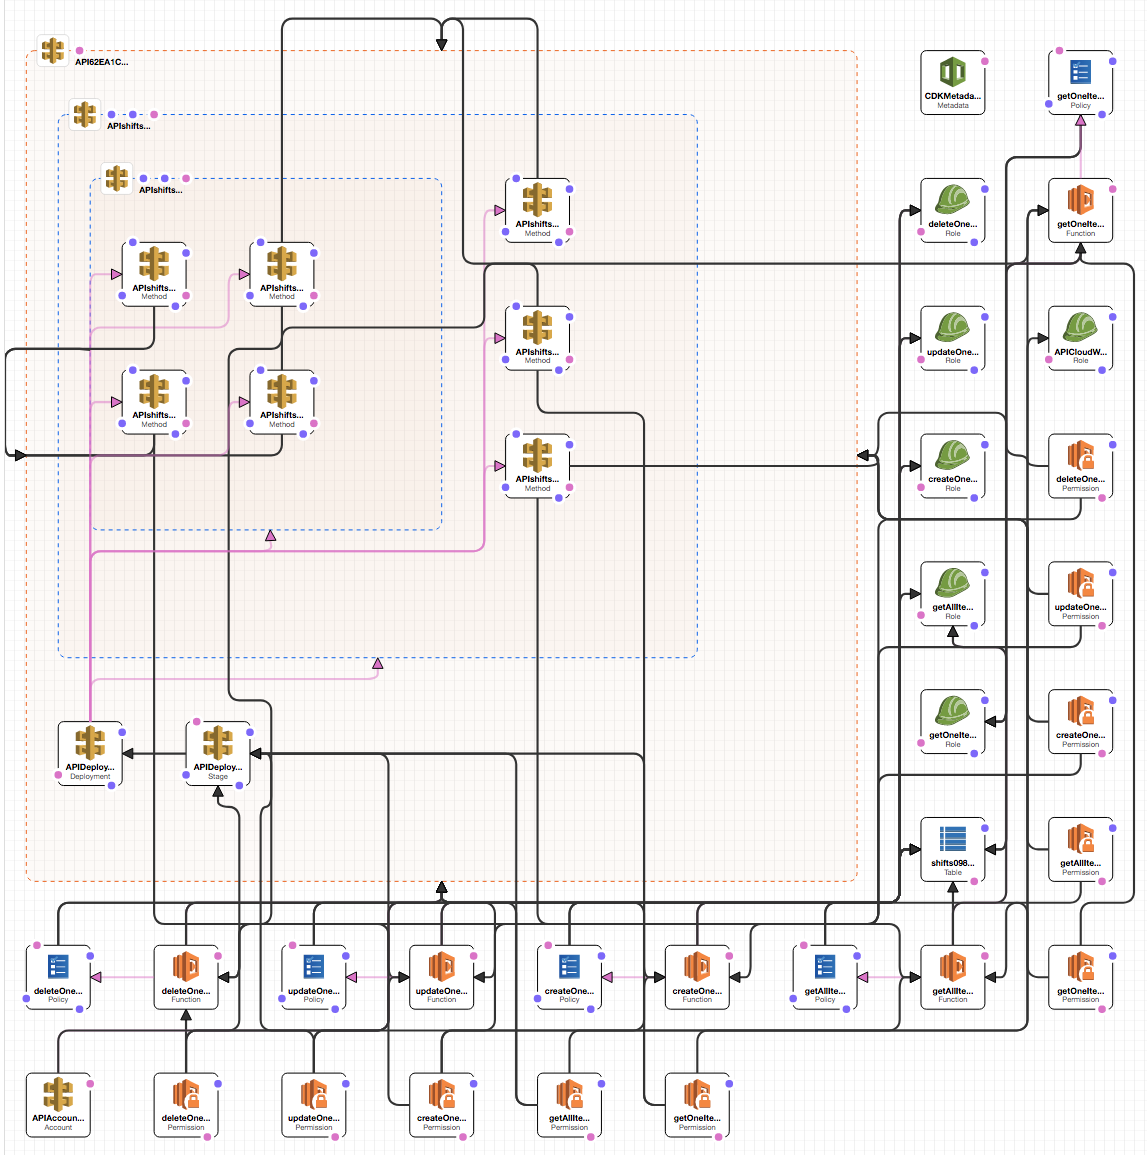 API62EA1C...
CDKMetada...
Metadata
getOneIte...
Policy
APIshifts...
APIshifts...
APIshifts...
Method
deleteOne...
Role
getOneIte...
Function
APIshifts...
Method
APIshifts...
Method
APIshifts...
Method
updateOne...
Role
APICloudW...
Role
APIshifts...
Method
APIshifts...
Method
APIshifts...
Method
createOne...
Role
deleteOne...
Permission
getAllIte...
Role
updateOne...
Permission
getOneIte...
Role
createOne...
Permission
APIDeploy...
Deployment
APIDeploy...
Stage
shifts098...
Table
getAllIte...
Permission
deleteOne...
Policy
deleteOne...
Function
updateOne...
Policy
updateOne...
Function
createOne...
Policy
createOne...
Function
getAllIte...
Policy
getAllIte...
Function
getOneIte...
Permission
APIAccoun...
Account
deleteOne...
Permission
updateOne...
Permission
createOne...
Permission
getAllIte...
Permission
getOneIte...
Permission